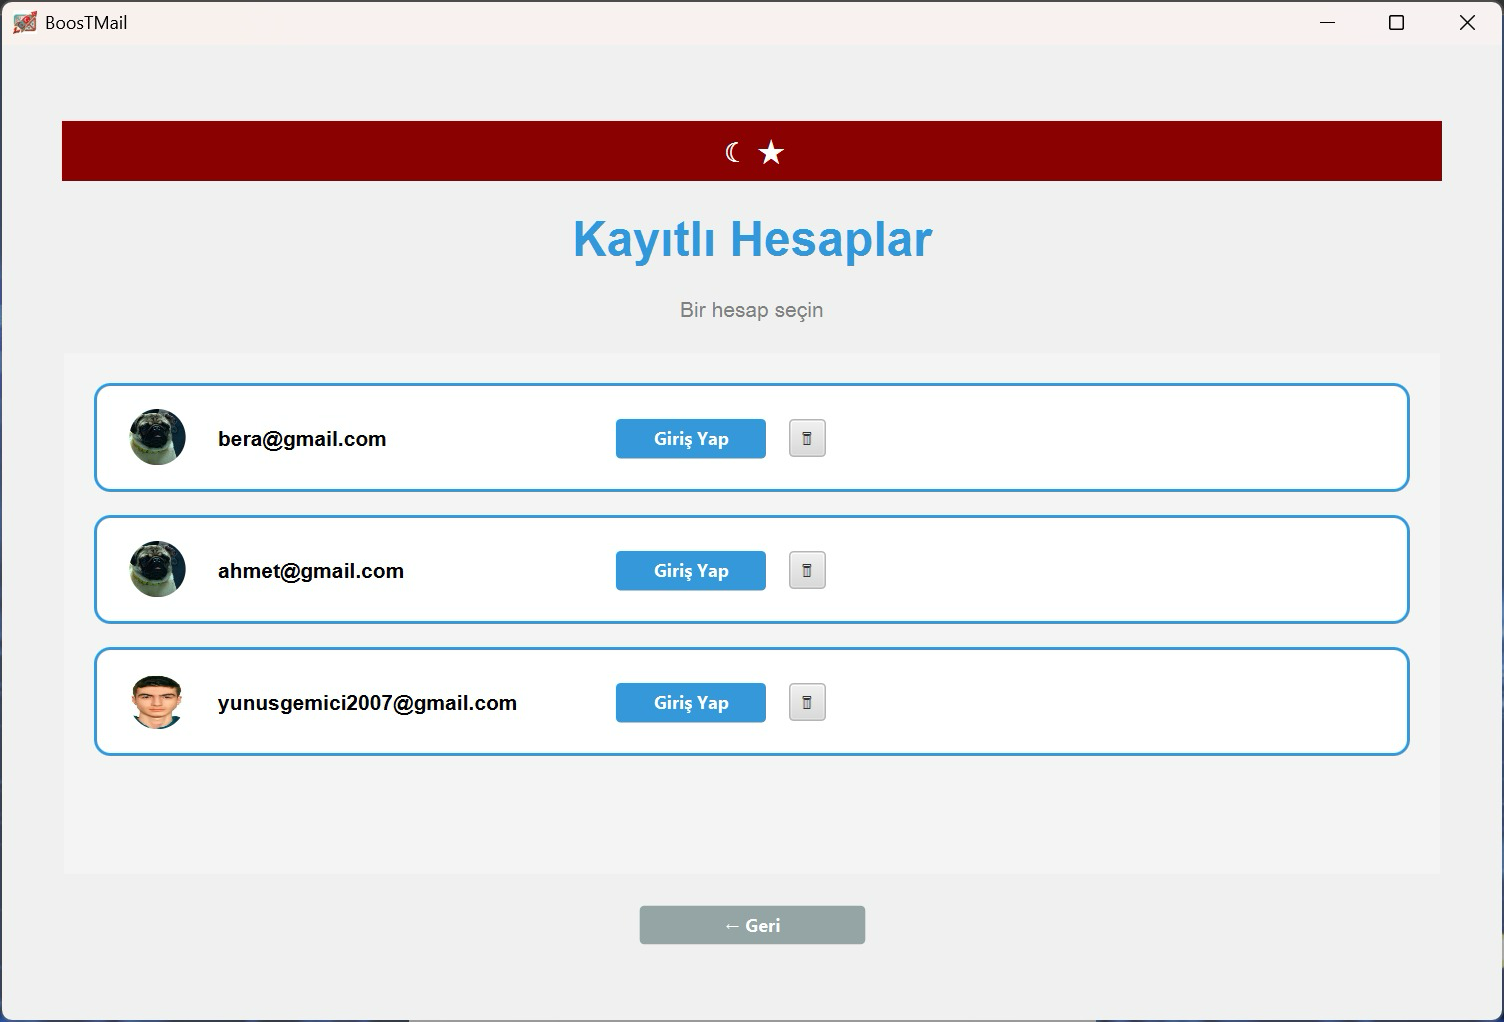 BoosTMail
Kayıtlı Hesaplar
Bir hesap seçin
bera@gmail.com Giriş Yap
ahmet@gmail.com Giriş Yap
yunusgemici2007@gmail.com Giriş Yap
← Geri